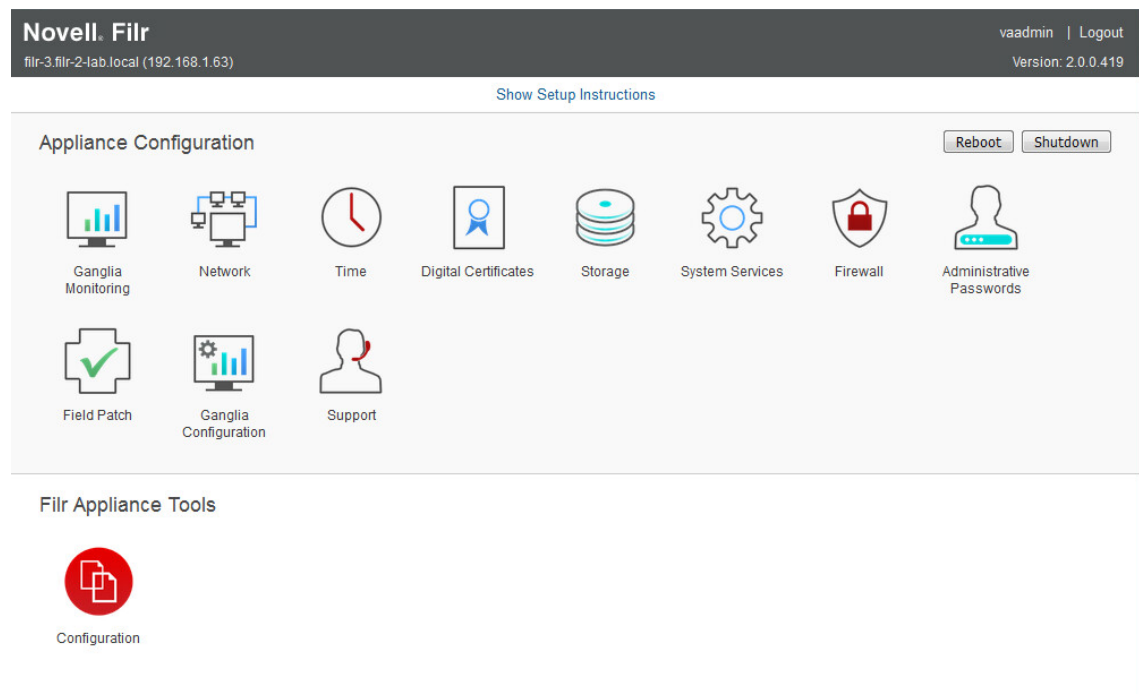 Novell® Filr
vaadmin | Logout
filr-3.filr-2-lab.local (192.168.1.63)
Version: 2.0.0.419
Show Setup Instructions
Appliance Configuration
Reboot
Shutdown
Ganglia
Monitoring
Network
Time
Digital Certificates
Storage
System Services
Firewall
Administrative
Passwords
Field Patch
Ganglia
Configuration
Support
Filr Appliance Tools
Configuration